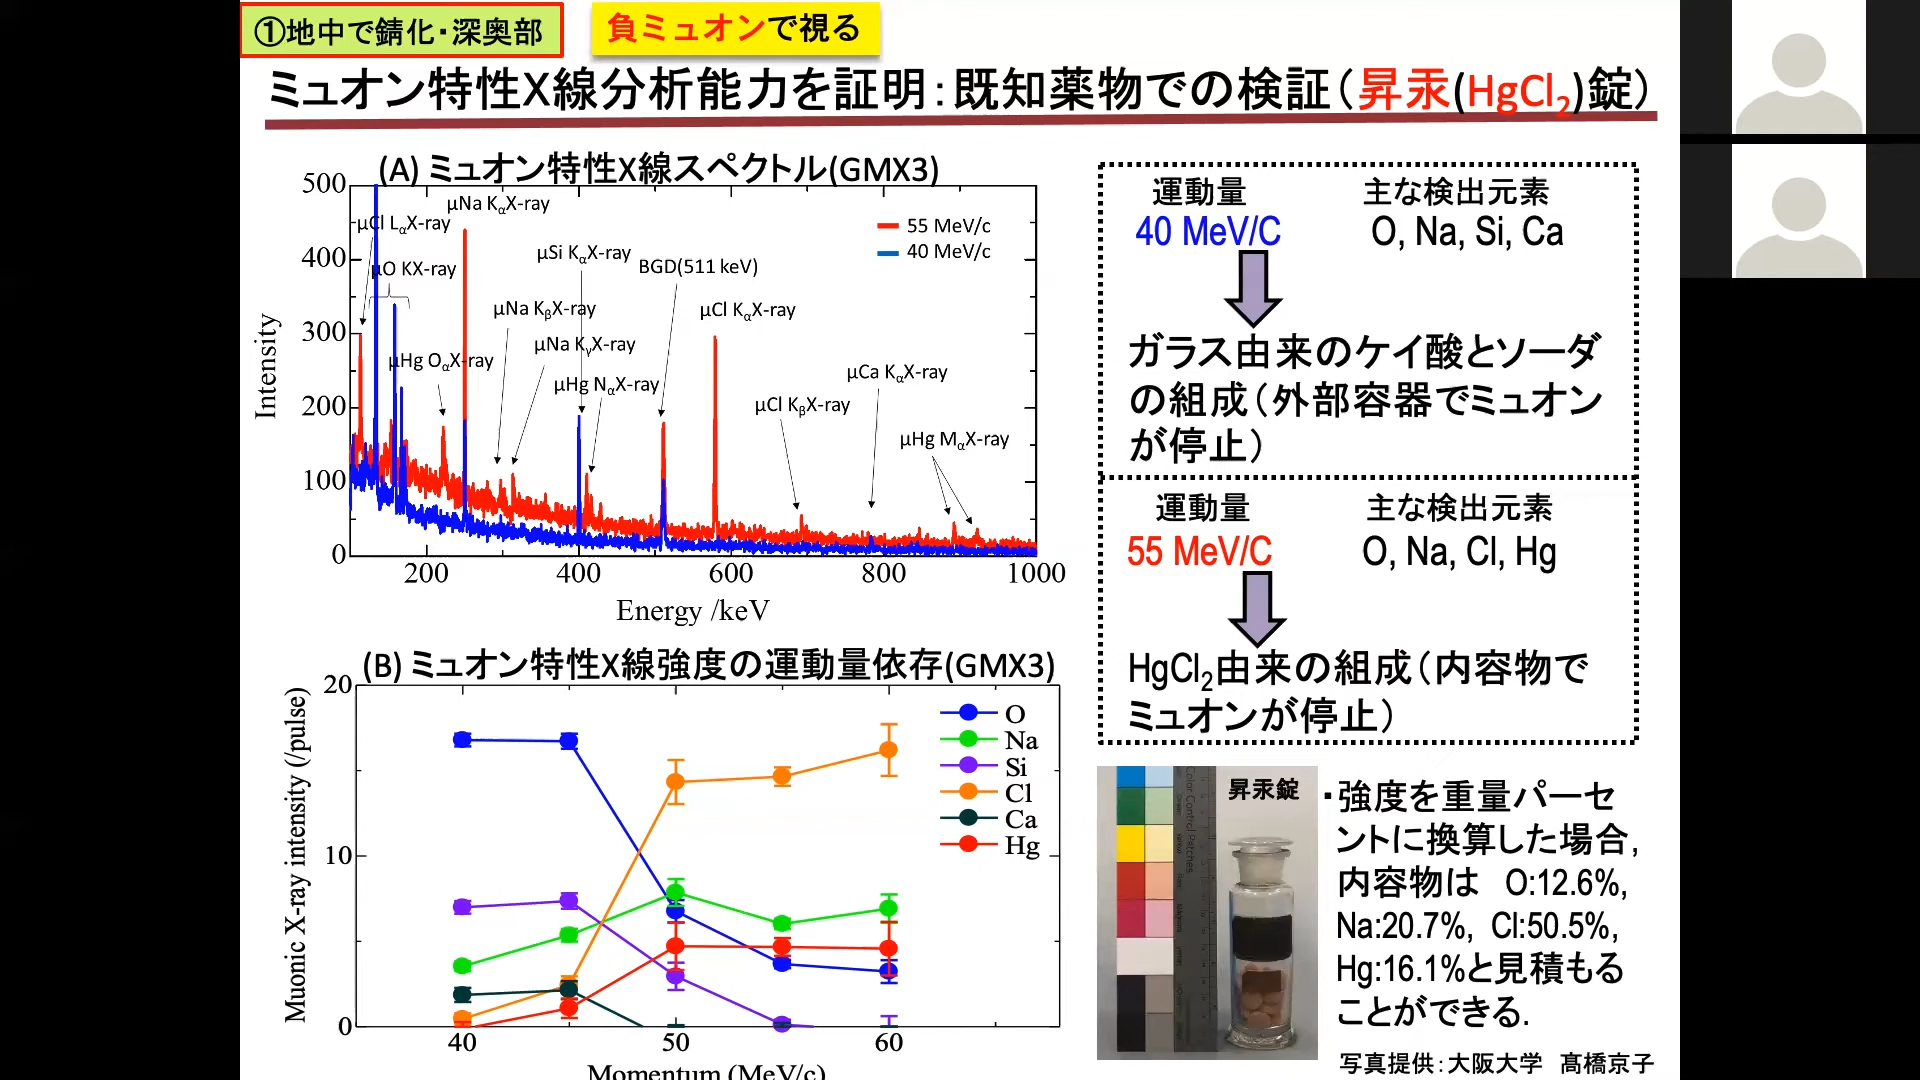 ①地中で錆化・深奥部
負ミュオンで視る
ミュオン特性X線分析能力を証明：既知薬物での検証（昇汞(HgCl2)錠）
(A) ミュオン特性X線スペクトル(GMX3)
500
400
300
200
100
0
Intensity
200
400
600
800
1000
Energy /keV
μCl LαX-ray
μO KX-ray
μNa KαX-ray
μHg OαX-ray
μNa KβX-ray
μNa KγX-ray
μSi KαX-ray
μHg NαX-ray
BGD(511 keV)
μCl KαX-ray
μCl KβX-ray
μCa KαX-ray
μHg MαX-ray
55 MeV/c
40 MeV/c
(B) ミュオン特性X線強度の運動量依存(GMX3)
20
10
0
Muonic X-ray intensity (/pulse)
40
50
60
Momentum (MeV/c)
O
Na
Si
Cl
Ca
Hg
運動量 主な検出元素
40 MeV/C O, Na, Si, Ca
ガラス由来のケイ酸とソーダ
の組成（外部容器でミュオン
が停止）
運動量 主な検出元素
55 MeV/C O, Na, Cl, Hg
HgCl2由来の組成（内容物で
ミュオンが停止）
昇汞錠
Color Control Patches
・強度を重量パーセ
ントに換算した場合，
内容物は O:12.6%,
Na:20.7%, Cl:50.5%,
Hg:16.1%と見積もる
ことができる.
写真提供：大阪大学 髙橋京子